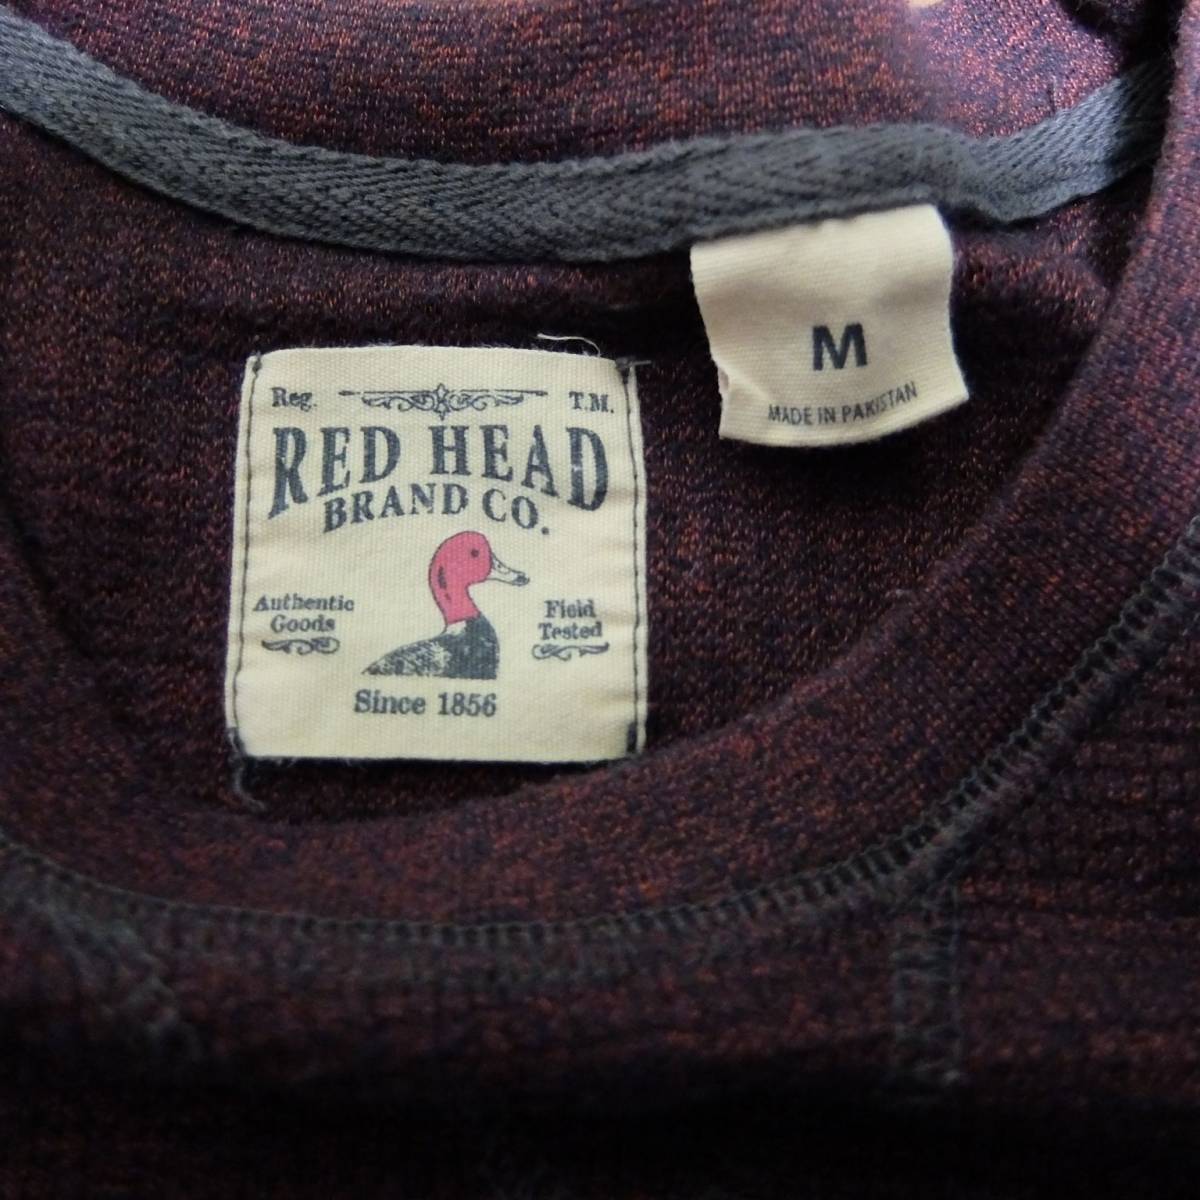 Reg. T.M.
RED HEAD
BRAND CO.
Authentic
Goods
Field
Tested
Since 1856
M
MADE IN PAKISTAN